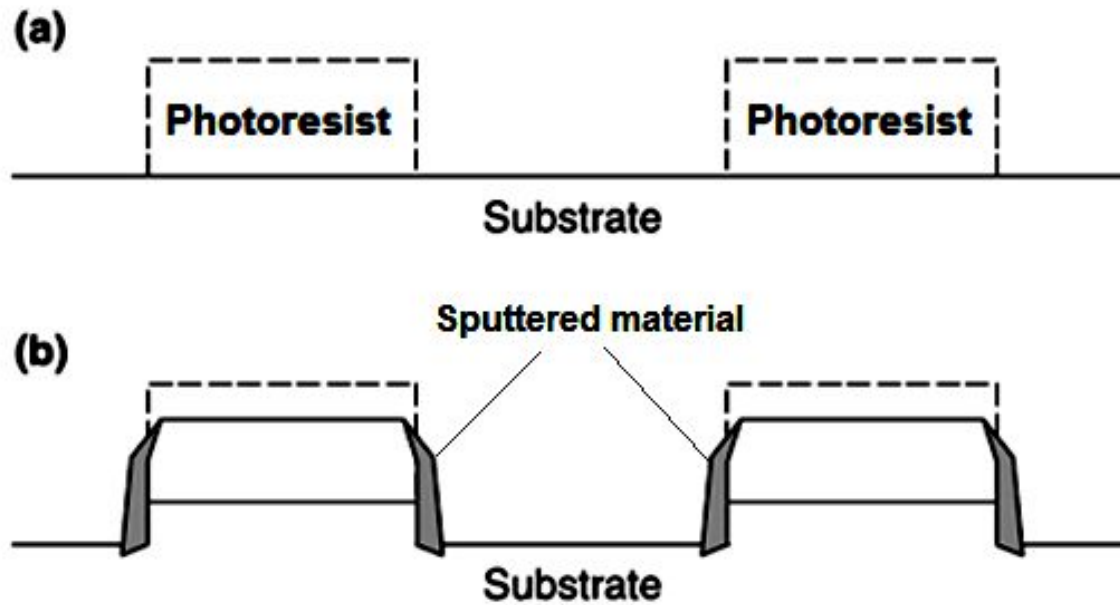 (a)
Photoresist Photoresist
Substrate
Sputtered material
(b)
Substrate